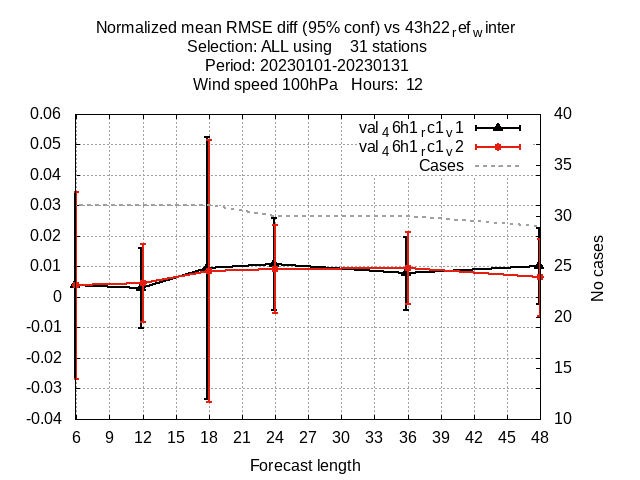 Normalized mean RMSE diff (95% conf) vs 43h22refwinter
Selection: ALL using 31 stations
Period: 20230101-20230131
Wind speed 100hPa Hours: 12
val46h1rc1v1
val46h1rc1v2
Cases
0.06
0.05
0.04
0.03
0.02
0.01
0
-0.01
-0.02
-0.03
-0.04
40
35
30
25
20
15
10
No cases
6 9 12 15 18 21 24 27 30 33 36 39 42 45 48
Forecast length